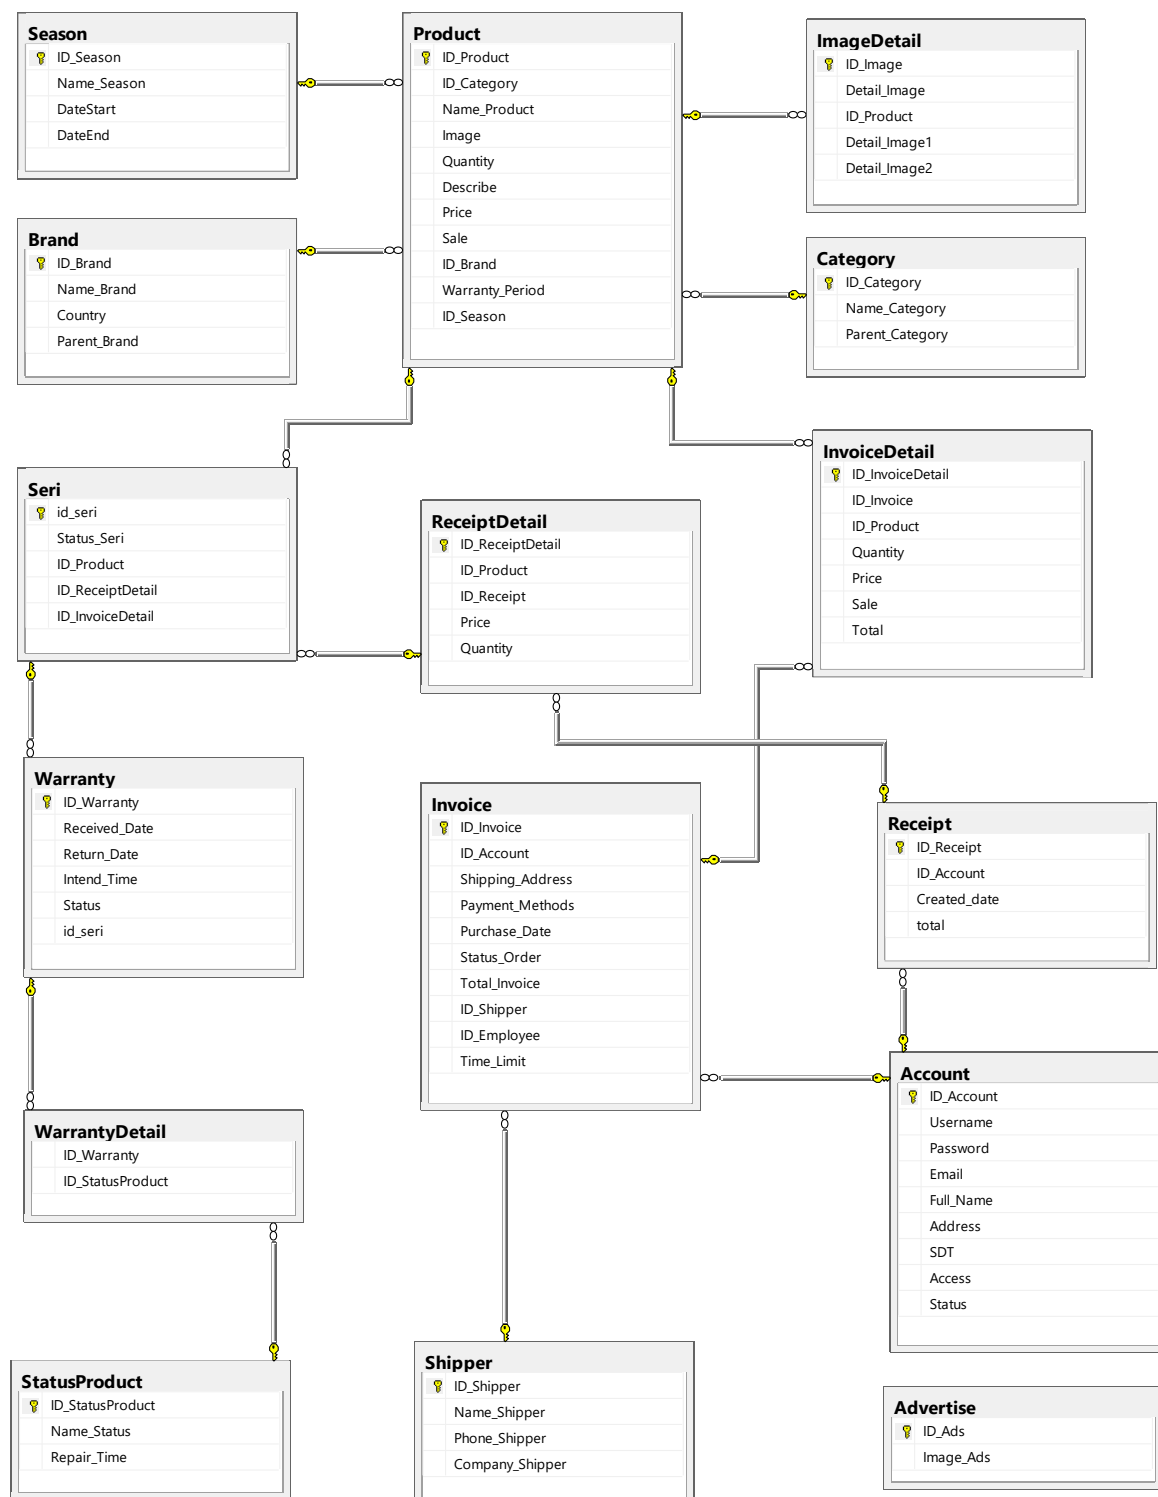 Season
ID_Season
Name_Season
DateStart
DateEnd
Product
ID_Product
ID_Category
Name_Product
Image
Quantity
Describe
Price
Sale
ID_Brand
Warranty_Period
ID_Season
ImageDetail
ID_Image
Detail_Image
ID_Product
Detail_Image1
Detail_Image2
Brand
ID_Brand
Name_Brand
Country
Parent_Brand
Category
ID_Category
Name_Category
Parent_Category
Seri
id_seri
Status_Seri
ID_Product
ID_ReceiptDetail
ID_InvoiceDetail
ReceiptDetail
ID_ReceiptDetail
ID_Product
ID_Receipt
Price
Quantity
InvoiceDetail
ID_InvoiceDetail
ID_Invoice
ID_Product
Quantity
Price
Sale
Total
Warranty
ID_Warranty
Received_Date
Return_Date
Intend_Time
Status
id_seri
Invoice
ID_Invoice
ID_Account
Shipping_Address
Payment_Methods
Purchase_Date
Status_Order
Total_Invoice
ID_Shipper
ID_Employee
Time_Limit
Receipt
ID_Receipt
ID_Account
Created_date
total
Account
ID_Account
Username
Password
Email
Full_Name
Address
SDT
Access
Status
WarrantyDetail
ID_Warranty
ID_StatusProduct
StatusProduct
ID_StatusProduct
Name_Status
Repair_Time
Shipper
ID_Shipper
Name_Shipper
Phone_Shipper
Company_Shipper
Advertise
ID_Ads
Image_Ads